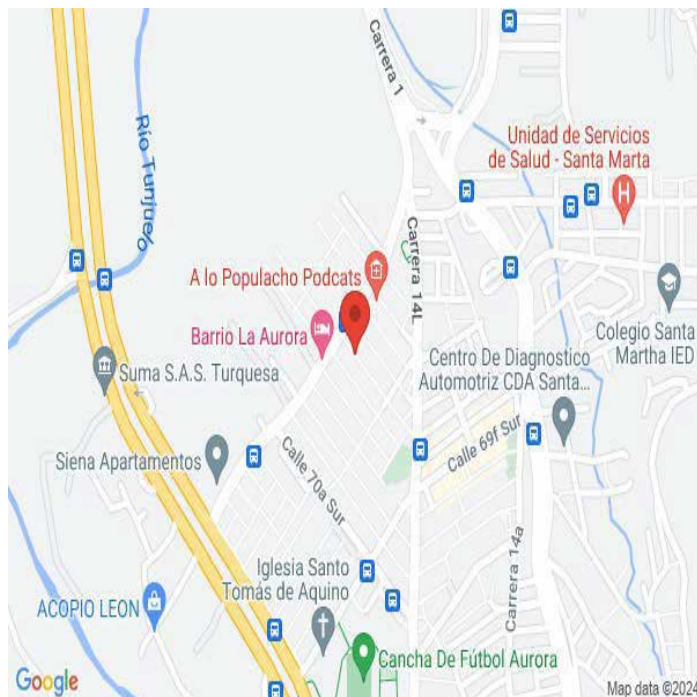 Carrera 1
Río Tunjuelo
Unidad de Servicios
de Salud - Santa Marta
H
A lo Populacho Podcats
Carrera 14L
Barrio La Aurora
Colegio Santa
Martha IED
Suma S.A.S. Turquesa
Centro De Diagnostico
Automotriz CDA Santa...
Siena Apartamentos
Calle 69f Sur
Calle 70a Sur
Carrera 14a
Iglesia Santo
Tomás de Aquino
ACOPIO LEON
Cancha De Fútbol Aurora
Google
Map data ©2024